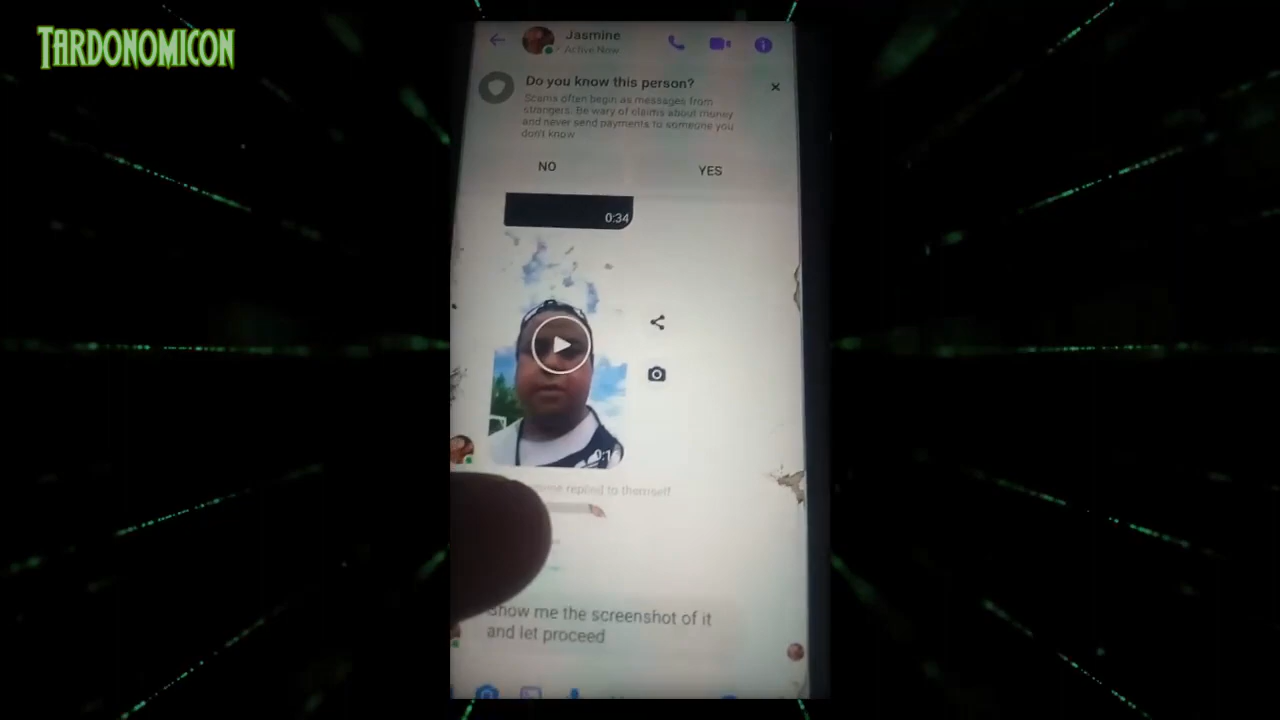 TARDONOMICON
Jasmine
Active Now
Do you know this person?
Scams often begin as messages from
strangers. Be wary of claims about money
and never send payments to someone you
don't know
NO
YES
0:34
replied to themself
Show me the screenshot of it
and let proceed